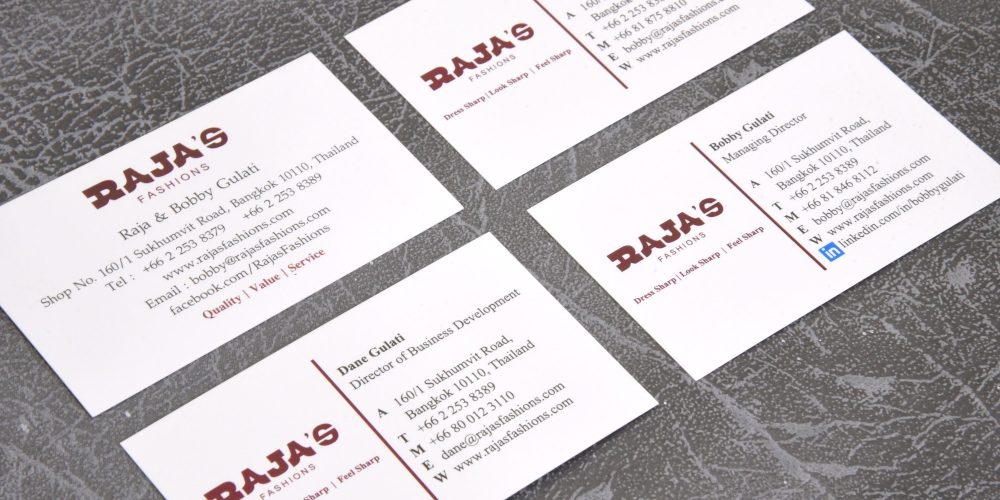 RAJA'S
FASHIONS
Raja & Bobby Gulati
Shop No. 160/1 Sukhumvit Road, Bangkok 10110, Thailand
Tel : +66 2 253 8379 +66 2 253 8389
www.rajasfashions.com
Email : bobby@rajasfashions.com
facebook.com/RajasFashions
Quality | Value | Service
RAJA'S
FASHIONS
Dress Sharp | Look Sharp | Feel Sharp
A 160/1
Bangkok
T +66 2 253
M +66 81 875 8810
E bobby@rajasfashions.com
W www.rajasfashions.com
RAJA'S
FASHIONS
Dress Sharp | Look Sharp | Feel Sharp
Bobby Gulati
Managing Director
A 160/1 Sukhumvit Road,
Bangkok 10110, Thailand
T +66 2 253 8389
M +66 81 846 8112
E bobby@rajasfashions.com
W www.rajasfashions.com
in linkedin.com/in/bobbygulati
RAJA'S
FASHIONS
Sharp | Feel Sharp
Dane Gulati
Director of Business Development
A 160/1 Sukhumvit Road,
Bangkok 10110, Thailand
T +66 2 253 8389
M +66 80 012 3110
E dane@rajasfashions.com
W www.rajasfashions.com